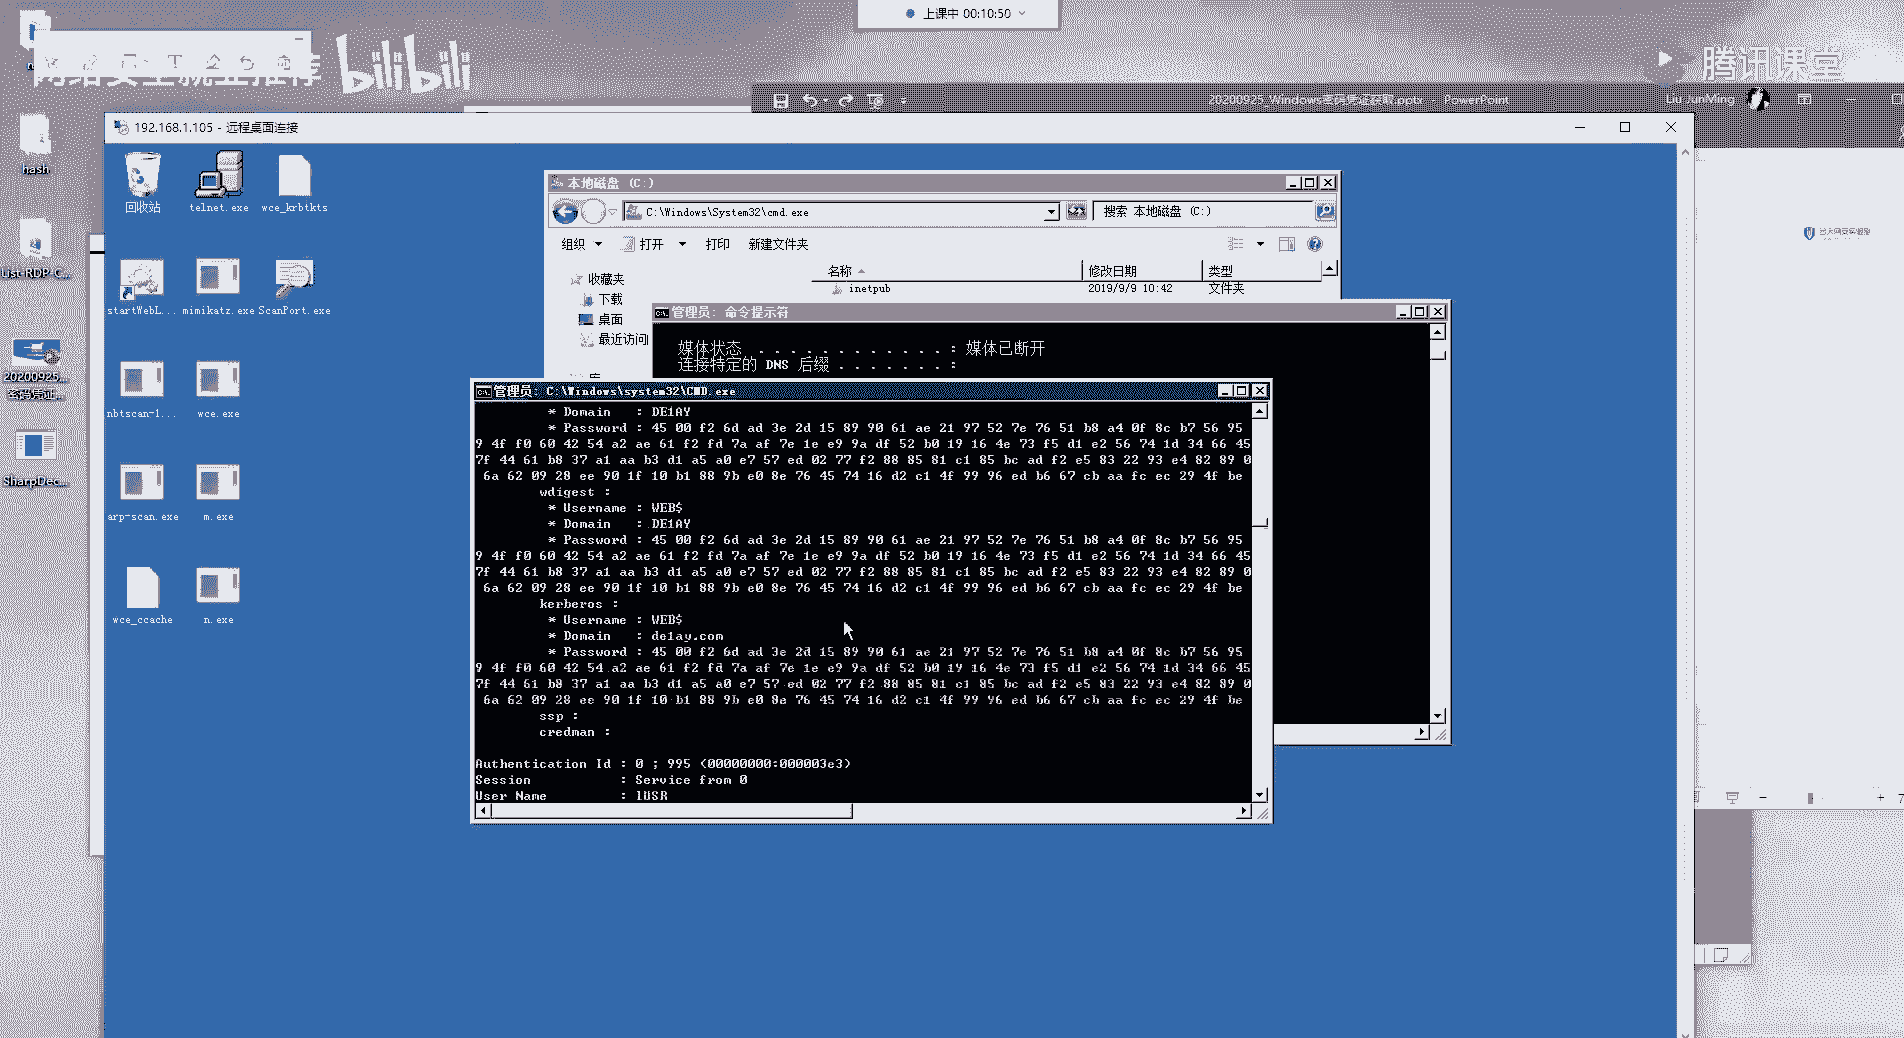 上课中 00:10:50
bilibili
腾讯课堂
20200925_Windows密码凭证获取.pptx - PowerPoint
Liu JunMing
192.168.1.105 - 远程桌面连接
hash
List-RDP-C...
20200925...
密码凭证...
SharpDec...
回收站
telnet.exe
wce_krbtkts
startWebL...
mimikatz.exe
ScanPort.exe
nbtscan-1...
wce.exe
arp-scan.exe
m.exe
wce_ccache
n.exe
本地磁盘 (C:)
C:\Windows\System32\cmd.exe
搜索 本地磁盘 (C:)
组织
打开
打印
新建文件夹
收藏夹
下载
桌面
最近访问
名称
修改日期
类型
inetpub
2019/9/9 10:42
文件夹
管理员: 命令提示符
媒体状态 . . . . . . . . . . . . : 媒体已断开
连接特定的 DNS 后缀 . . . . . . . :
管理员: C:\Windows\system32\CMD.exe
* Domain : DE1AY
* Password : 45 00 f2 6d ad 3e 2d 15 89 90 61 ae 21 97 52 7e 76 51 b8 a4 0f 8c b7 56 95
9 4f f0 60 42 54 a2 ae 61 f2 fd 7a af 7e 1e e9 9a df 52 b0 19 16 4e 73 f5 d1 e2 56 74 1d 34 66 45
7f 44 61 b8 37 a1 aa b3 d1 a5 a0 e7 57 ed 02 77 f2 88 85 81 c1 85 bc ad f2 e5 83 22 93 e4 82 89 0
6a 62 09 28 ee 90 1f 10 b1 88 9b e0 8e 76 45 74 16 d2 c1 4f 99 96 ed b6 67 cb aa fc ec 29 4f be
wdigest :
* Username : WEB$
* Domain : DE1AY
* Password : 45 00 f2 6d ad 3e 2d 15 89 90 61 ae 21 97 52 7e 76 51 b8 a4 0f 8c b7 56 95
9 4f f0 60 42 54 a2 ae 61 f2 fd 7a af 7e 1e e9 9a df 52 b0 19 16 4e 73 f5 d1 e2 56 74 1d 34 66 45
7f 44 61 b8 37 a1 aa b3 d1 a5 a0 e7 57 ed 02 77 f2 88 85 81 c1 85 bc ad f2 e5 83 22 93 e4 82 89 0
6a 62 09 28 ee 90 1f 10 b1 88 9b e0 8e 76 45 74 16 d2 c1 4f 99 96 ed b6 67 cb aa fc ec 29 4f be
kerberos :
* Username : WEB$
* Domain : de1ay.com
* Password : 45 00 f2 6d ad 3e 2d 15 89 90 61 ae 21 97 52 7e 76 51 b8 a4 0f 8c b7 56 95
9 4f f0 60 42 54 a2 ae 61 f2 fd 7a af 7e 1e e9 9a df 52 b0 19 16 4e 73 f5 d1 e2 56 74 1d 34 66 45
7f 44 61 b8 37 a1 aa b3 d1 a5 a0 e7 57 ed 02 77 f2 88 85 81 c1 85 bc ad f2 e5 83 22 93 e4 82 89 0
6a 62 09 28 ee 90 1f 10 b1 88 9b e0 8e 76 45 74 16 d2 c1 4f 99 96 ed b6 67 cb aa fc ec 29 4f be
ssp :
credman :
Authentication Id : 0 ; 995 (00000000:000003e3)
Session : Service from 0
User Name : IUSR